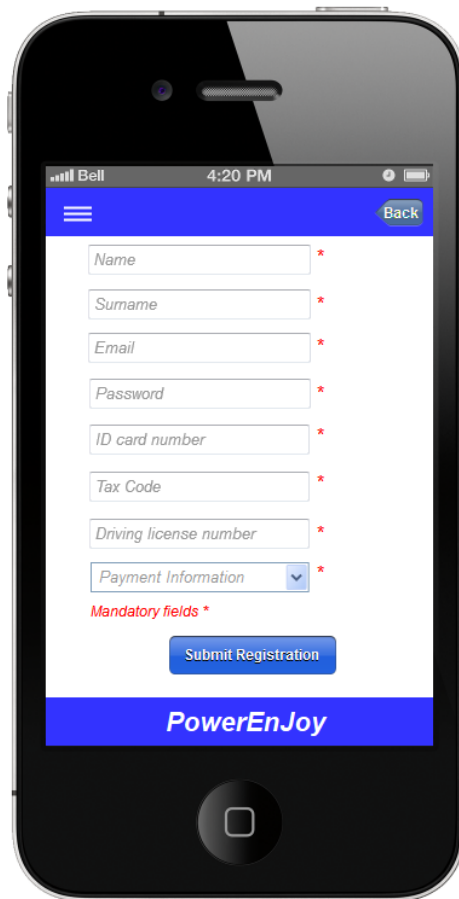 Bell 4:20 PM
Back
Name *
Surname *
Email *
Password *
ID card number *
Tax Code *
Driving license number *
Payment Information *
Mandatory fields *
Submit Registration
PowerEnJoy